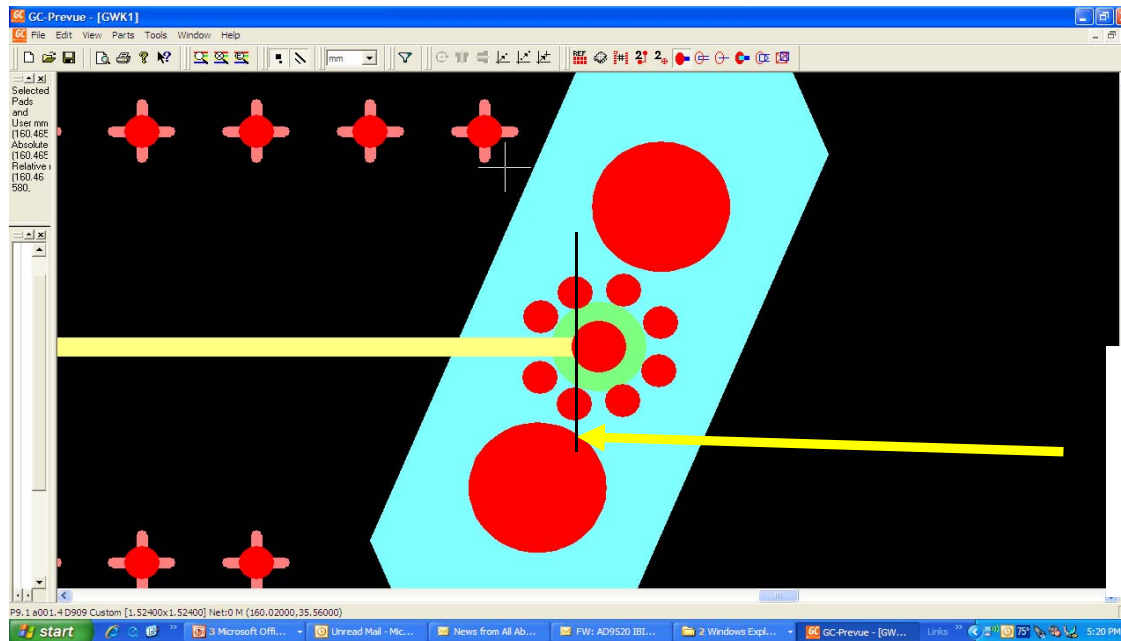 GC-Prevue - [GWK1]
File Edit View Parts Tools Window Help
mm
REF
Selected
Pads
and
User mm
(160.465
Absolute
(160.465
Relative
(160.46
580,
P9.1 a001.4 D909 Custom [1.52400x1.52400] Net:0 M (160.02000,35.56000)
start
3 Microsoft Offi...
Unread Mail - Mic...
News from All Ab...
FW: AD9520 IBI...
2 Windows Expl...
GC-Prevue - [GW...
Links
75°
5:20 PM